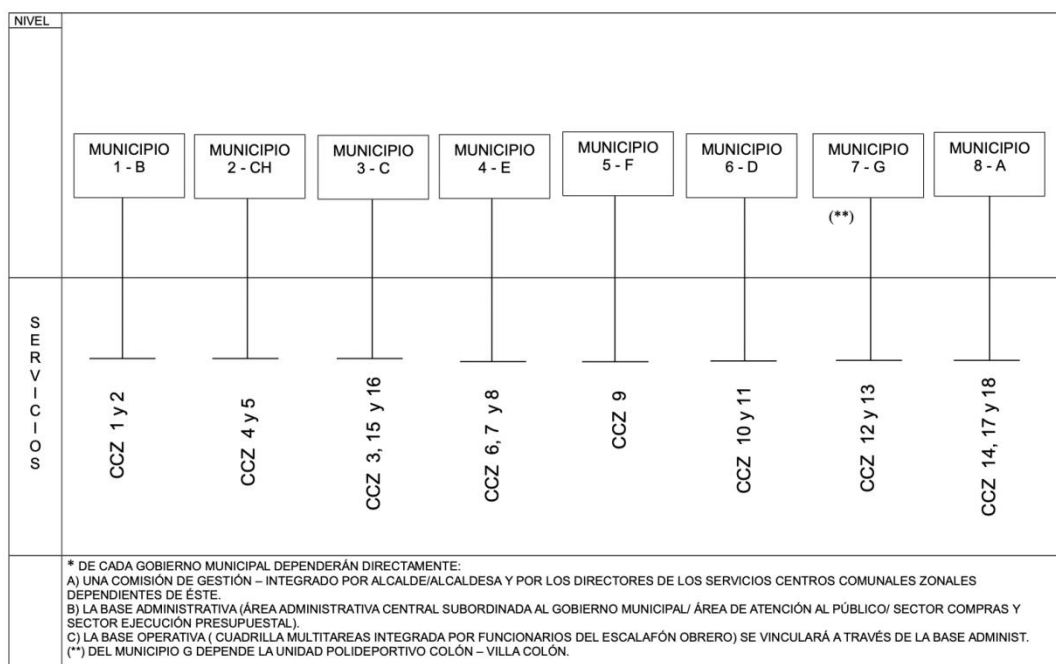 NIVEL
MUNICIPIO
1 - B
MUNICIPIO
2 - CH
MUNICIPIO
3 - C
MUNICIPIO
4 - E
MUNICIPIO
5 - F
MUNICIPIO
6 - D
MUNICIPIO
7 - G
MUNICIPIO
8 - A
(**)
SERVICIOS
CCZ 1 y 2
CCZ 4 y 5
CCZ 3, 15 y 16
CCZ 6, 7 y 8
CCZ 9
CCZ 10 y 11
CCZ 12 y 13
CCZ 14, 17 y 18
* DE CADA GOBIERNO MUNICIPAL DEPENDERÁN DIRECTAMENTE:
A) UNA COMISIÓN DE GESTIÓN – INTEGRADO POR ALCALDE/ALCALDESA Y POR LOS DIRECTORES DE LOS SERVICIOS CENTROS COMUNALES ZONALES
DEPENDIENTES DE ÉSTE.
B) LA BASE ADMINISTRATIVA (ÁREA ADMINISTRATIVA CENTRAL SUBORDINADA AL GOBIERNO MUNICIPAL/ ÁREA DE ATENCIÓN AL PÚBLICO/ SECTOR COMPRAS Y
SECTOR EJECUCIÓN PRESUPUESTAL).
C) LA BASE OPERATIVA ( CUADRILLA MULTITAREAS INTEGRADA POR FUNCIONARIOS DEL ESCALAFÓN OBRERO) SE VINCULARÁ A TRAVÉS DE LA BASE ADMINIST.
(**) DEL MUNICIPIO G DEPENDE LA UNIDAD POLIDEPORTIVO COLÓN – VILLA COLÓN.